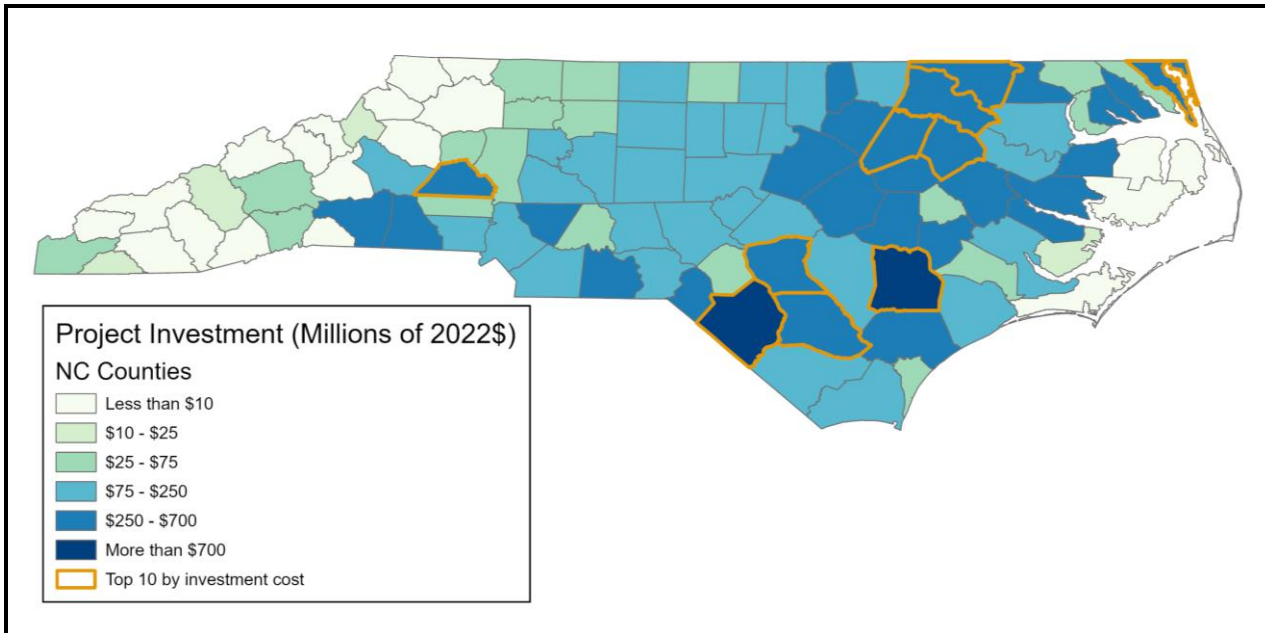 Project Investment (Millions of 2022$)
NC Counties
Less than $10
$10 - $25
$25 - $75
$75 - $250
$250 - $700
More than $700
Top 10 by investment cost